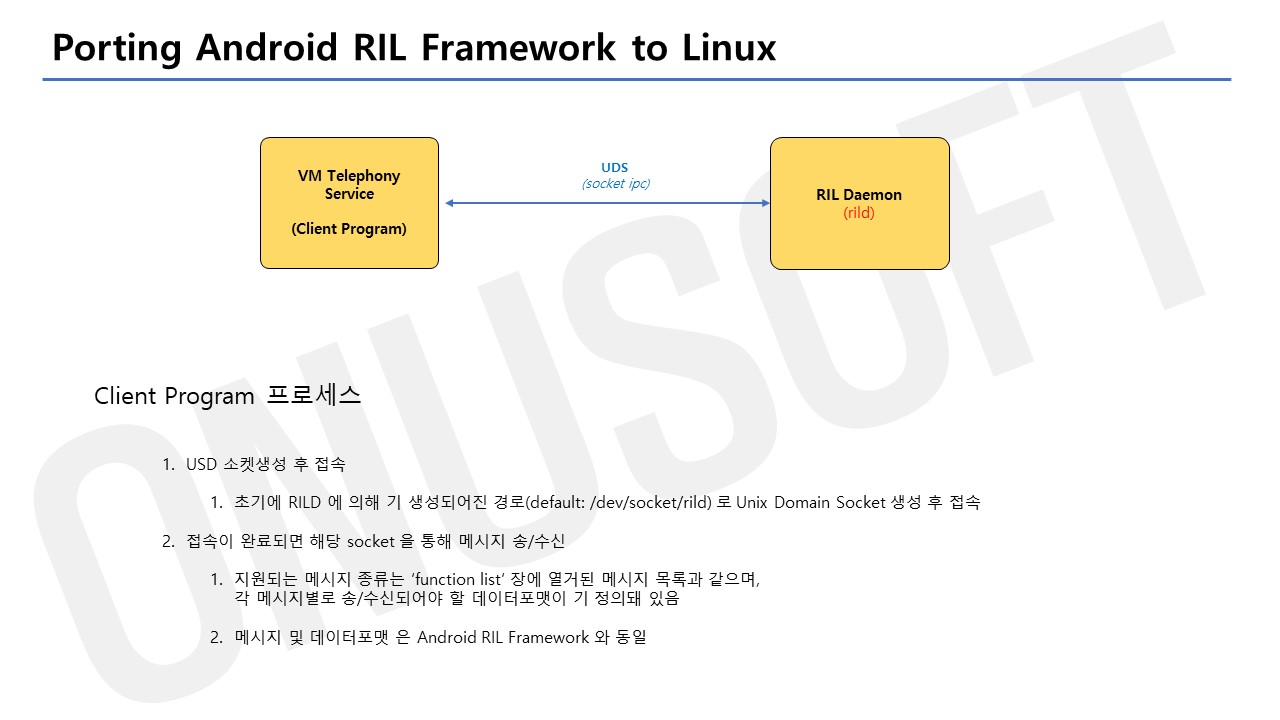 Porting Android RIL Framework to Linux
VM Telephony
Service
(Client Program)
UDS
(socket ipc)
RIL Daemon
(rild)
ONUSOFT
Client Program 프로세스
1. USD 소켓생성 후 접속
1. 초기에 RILD 에 의해 기 생성되어진 경로(default: /dev/socket/rild) 로 Unix Domain Socket 생성 후 접속
2. 접속이 완료되면 해당 socket 을 통해 메시지 송/수신
1. 지원되는 메시지 종류는 ‘function list’ 장에 열거된 메시지 목록과 같으며,
각 메시지별로 송/수신되어야 할 데이터포맷이 기 정의돼 있음
2. 메시지 및 데이터포맷 은 Android RIL Framework 와 동일